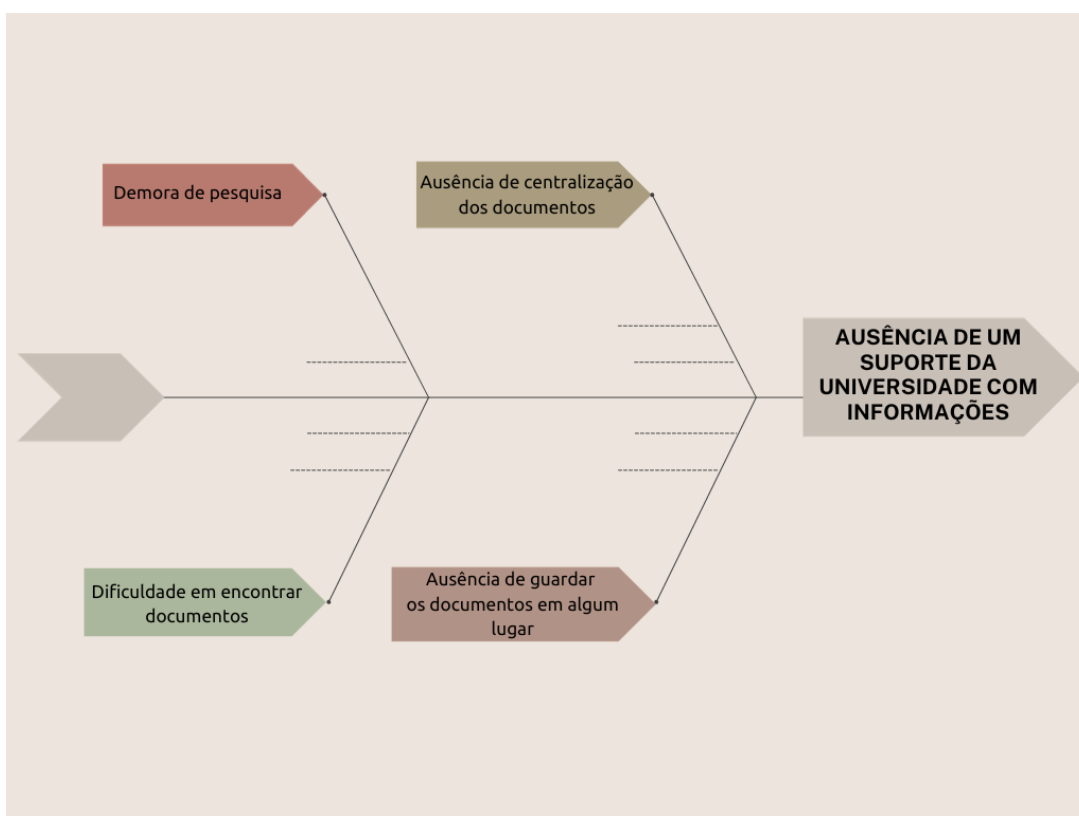 Demora de pesquisa
Ausência de centralização
dos documentos
AUSÊNCIA DE UM
SUPORTE DA
UNIVERSIDADE COM
INFORMAÇÕES
Dificuldade em encontrar
documentos
Ausência de guardar
os documentos em algum
lugar